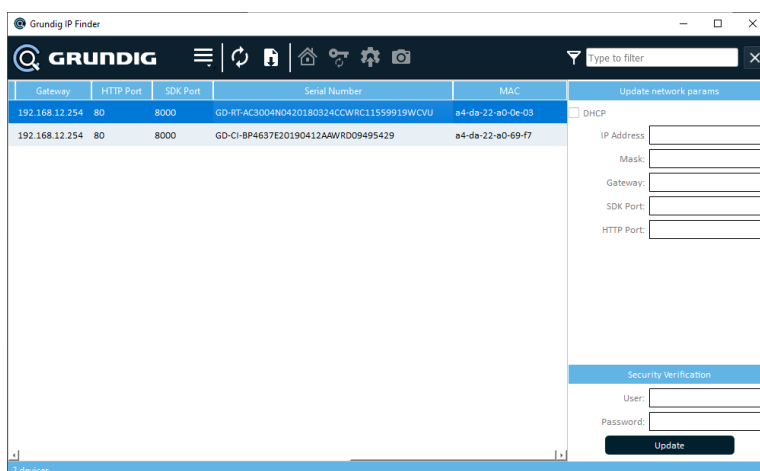 Grundig IP Finder
GRUNDIG
Type to filter
Gateway HTTP Port SDK Port Serial Number MAC
192.168.12.254 80 8000 GD-RT-AC3004N0420180324CCWRC11559919WCVU a4-da-22-a0-0e-03
192.168.12.254 80 8000 GD-CI-BP4637E20190412AAWRD09495429 a4-da-22-a0-69-f7
Update network params
DHCP
IP Address
Mask:
Gateway:
SDK Port:
HTTP Port:
Security Verification
User:
Password:
Update
2 devices